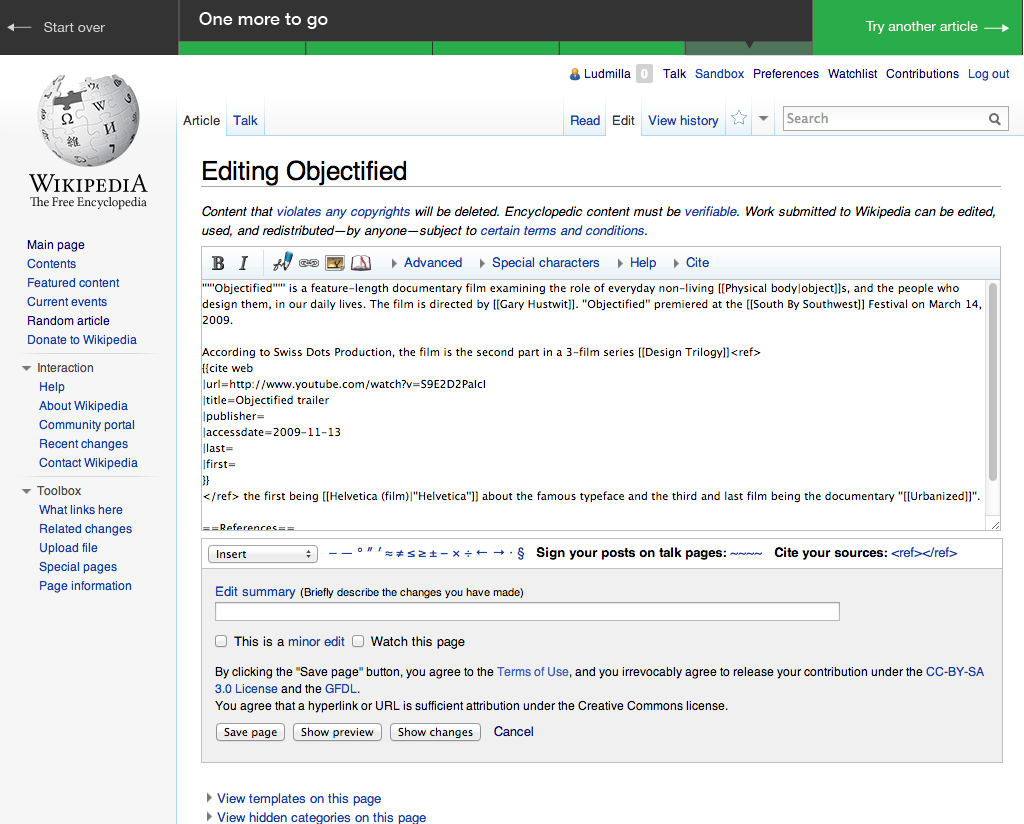 Start over
One more to go
Try another article →
Ludmilla 0 Talk Sandbox Preferences Watchlist Contributions Log out
Article Talk Read Edit View history Search
WIKIPEDIA
The Free Encyclopedia
Main page
Contents
Featured content
Current events
Random article
Donate to Wikipedia
Interaction
Help
About Wikipedia
Community portal
Recent changes
Contact Wikipedia
Toolbox
What links here
Related changes
Upload file
Special pages
Page information
Editing Objectified
Content that violates any copyrights will be deleted. Encyclopedic content must be verifiable. Work submitted to Wikipedia can be edited,
used, and redistributed—by anyone—subject to certain terms and conditions.
B I Advanced Special characters Help Cite
"'"Objectified"'" is a feature-length documentary film examining the role of everyday non-living [[Physical body|object]]s, and the people who
design them, in our daily lives. The film is directed by [[Gary Hustwit]]. "Objectified" premiered at the [[South By Southwest]] Festival on March 14,
2009.
According to Swiss Dots Production, the film is the second part in a 3-film series [[Design Trilogy]]<ref>
{{cite web
|url=http://www.youtube.com/watch?v=S9E2D2PaIcI
|title=Objectified trailer
|publisher=
|accessdate=2009-11-13
|last=
|first=
}}
</ref> the first being [[Helvetica (film)|"Helvetica"]] about the famous typeface and the third and last film being the documentary "[[Urbanized]]".
==References==
Insert – — ° ″ ′ ≈ ≠ ≤ ≥ ± − × ÷ ← → · § Sign your posts on talk pages: ~~~~ Cite your sources: <ref></ref>
Edit summary (Briefly describe the changes you have made)
This is a minor edit Watch this page
By clicking the "Save page" button, you agree to the Terms of Use, and you irrevocably agree to release your contribution under the CC-BY-SA
3.0 License and the GFDL.
You agree that a hyperlink or URL is sufficient attribution under the Creative Commons license.
Save page Show preview Show changes Cancel
View templates on this page
View hidden categories on this page